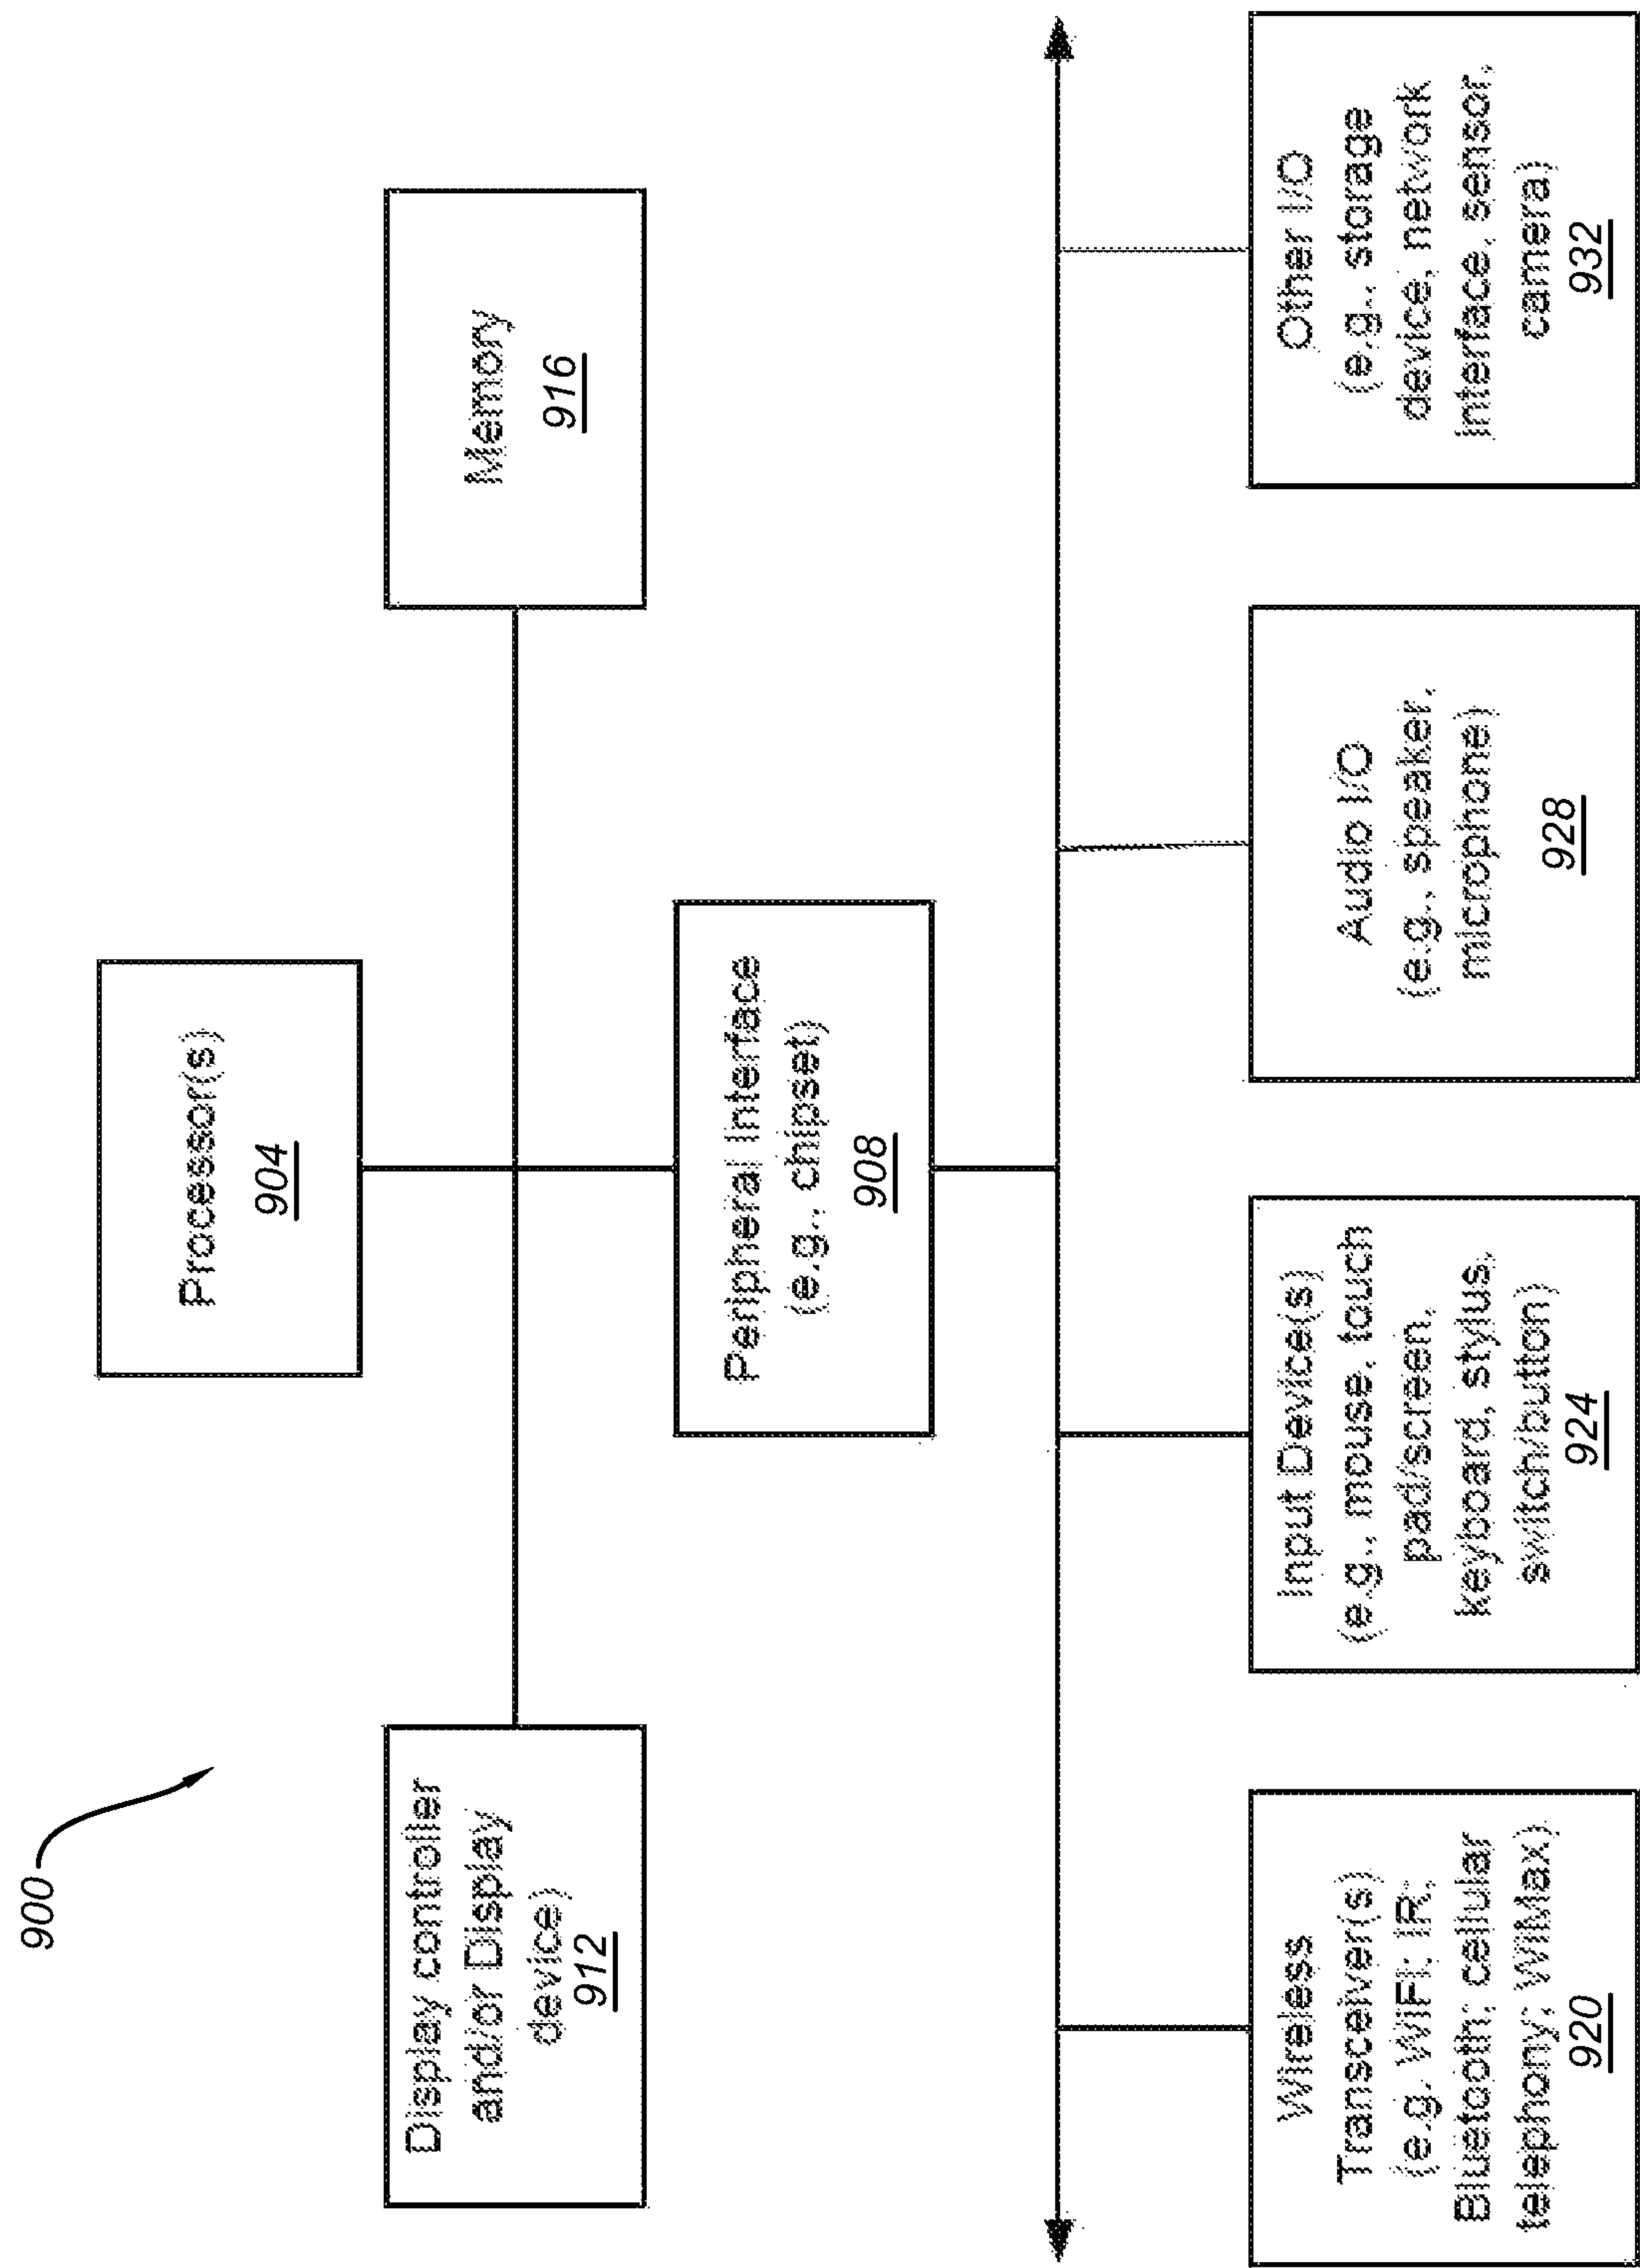 900
Processor(s)
904
Display controller
and/or Display
device)
912
Memory
916
Peripheral Interface
(e.g., chipset)
908
Wireless
Transceiver(s)
(e.g. WiFi; IR;
Bluetooth; cellular
telephony; WiMax)
920
Input Device(s)
(e.g., mouse, touch
pad/screen,
keyboard, stylus,
switch/button)
924
Audio I/O
(e.g., speaker,
microphone)
928
Other I/O
(e.g., storage
device, network
interface, sensor,
camera)
932